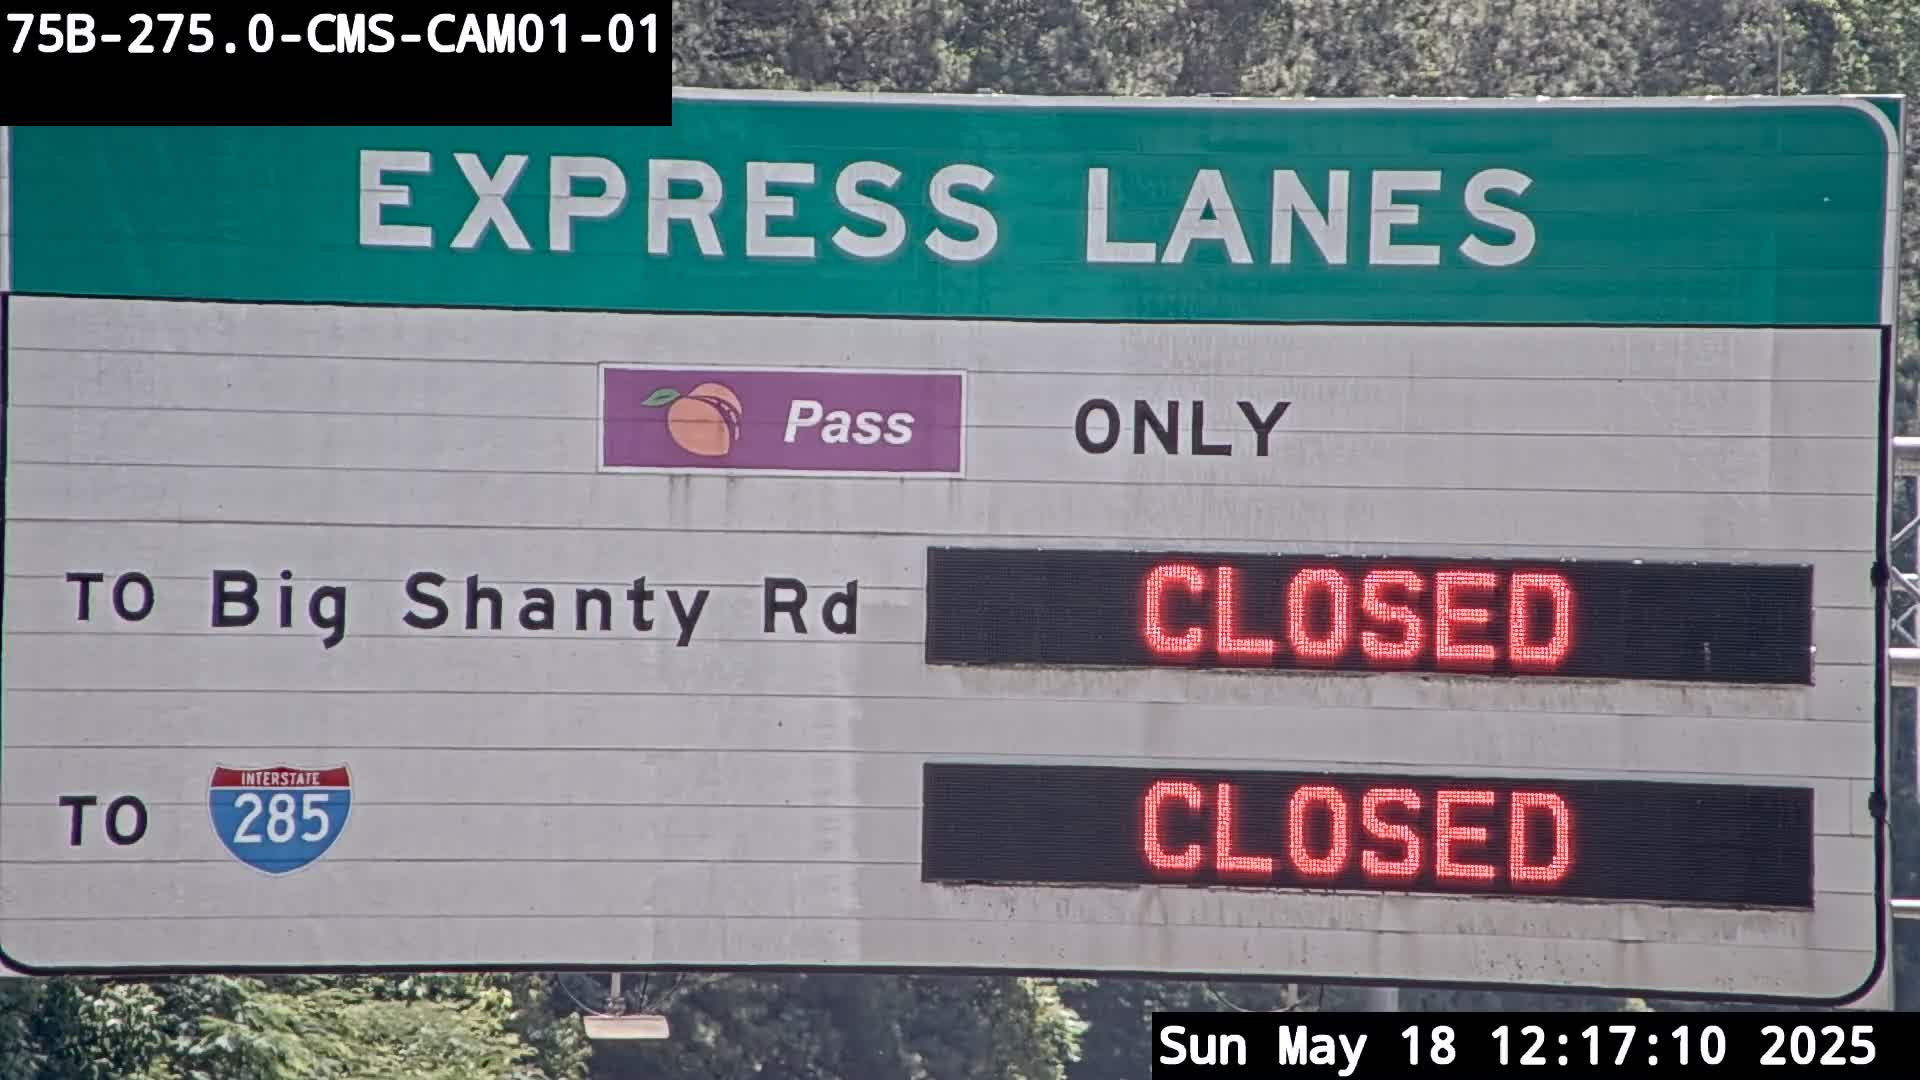 75B-275.0-CMS-CAM01-01
EXPRESS LANES
Pass ONLY
TO Big Shanty Rd CLOSED
INTERSTATE
TO 285 CLOSED
Sun May 18 12:17:10 2025